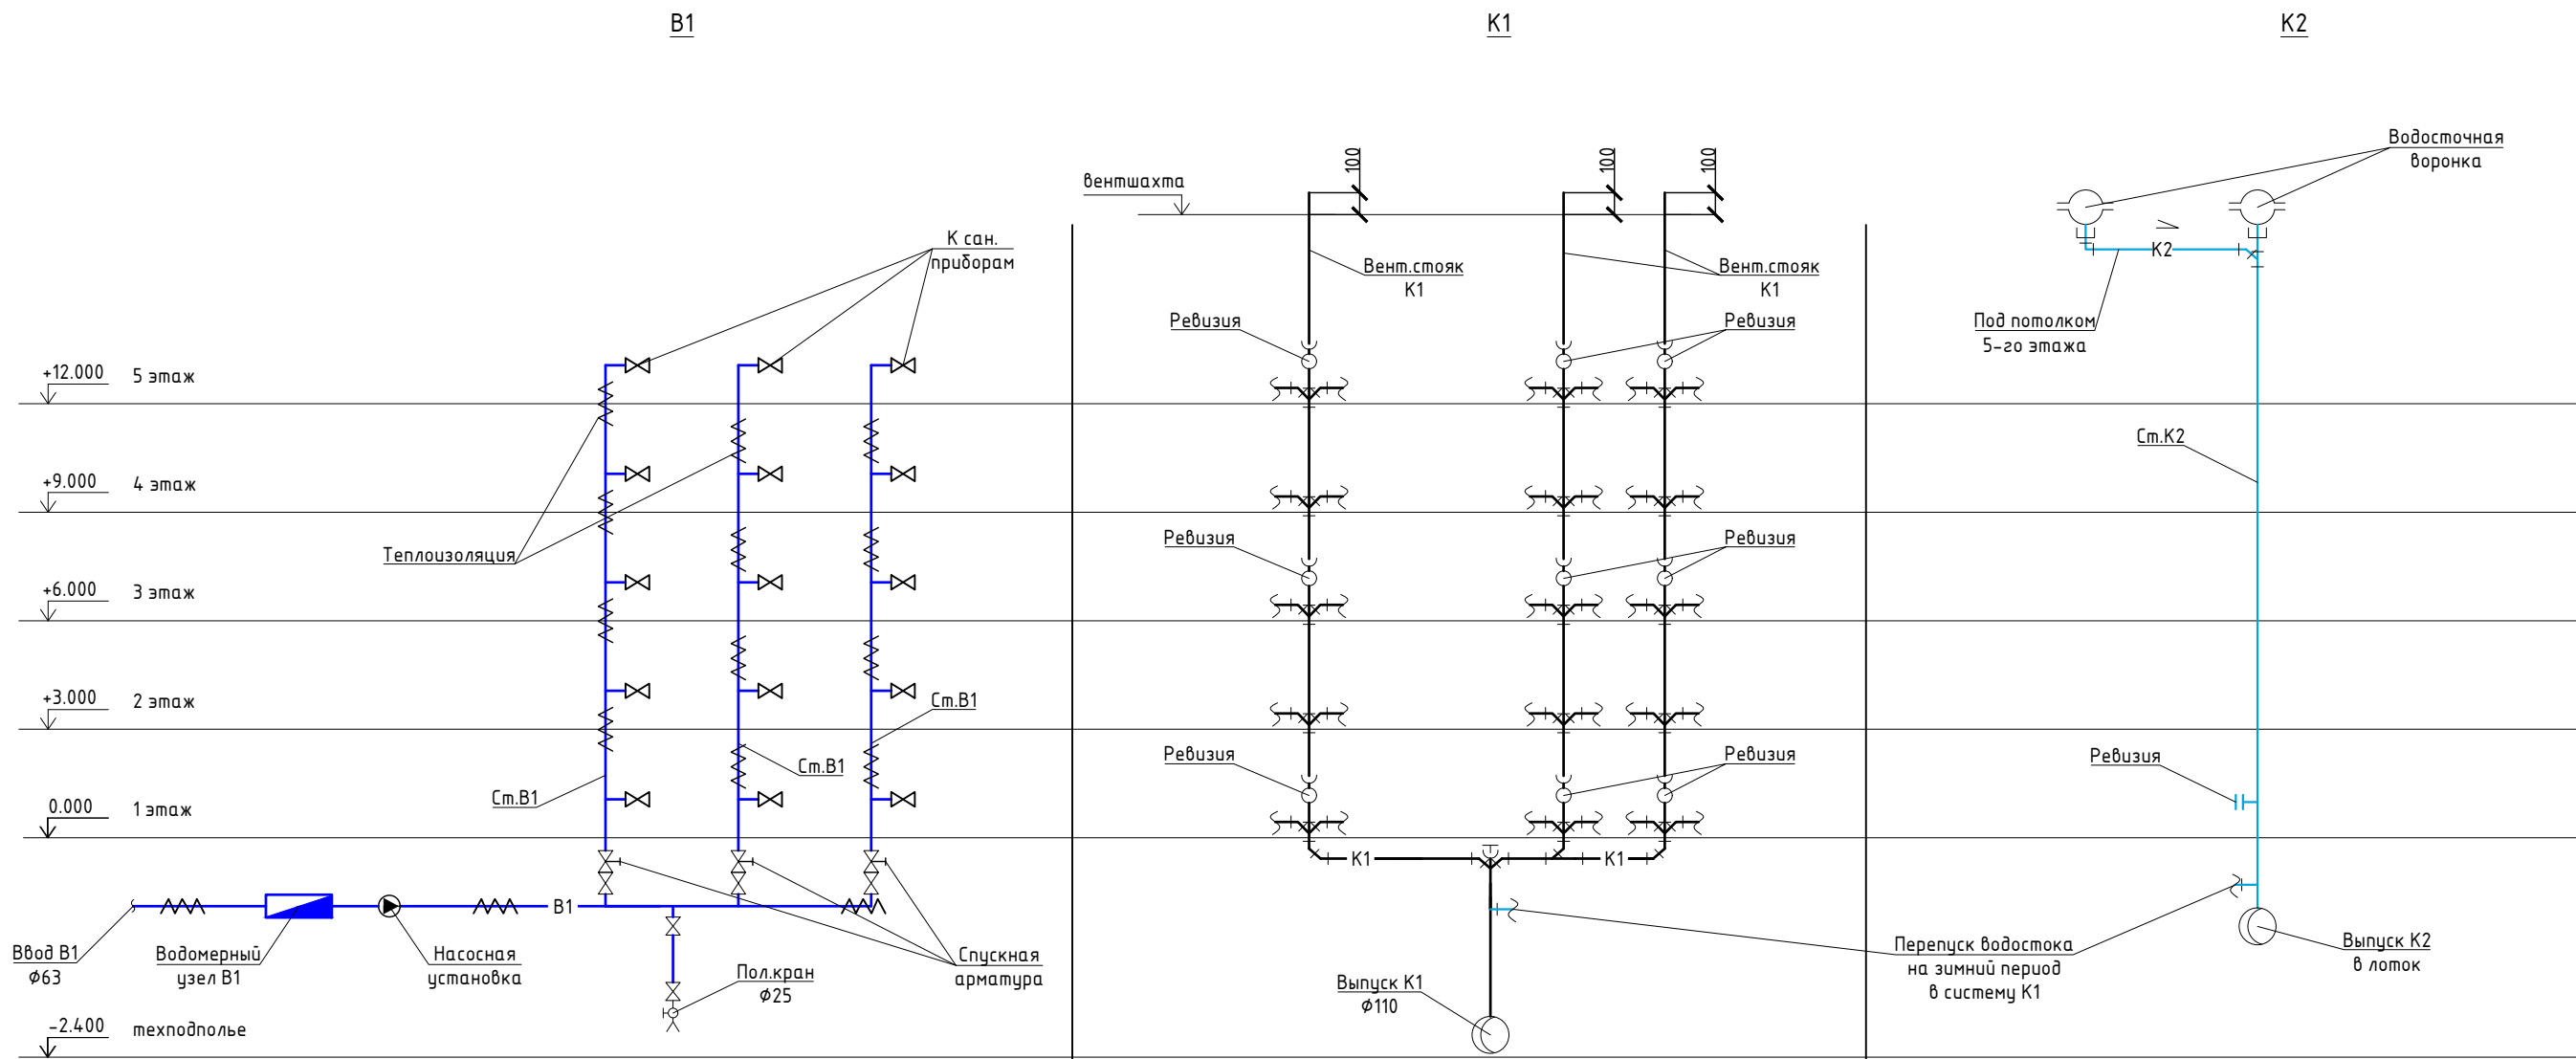 В1
К1
К2
100
100
100
вентшахта
Водосточная
воронка
К сан.
приборам
Вент.стояк
К1
Вент.стояк
К1
К2
Ревизия
Ревизия
Под потолком
5-го этажа
+12.000
5 этаж
Ст.К2
+9.000
4 этаж
Теплоизоляция
Ревизия
Ревизия
+6.000
3 этаж
+3.000
2 этаж
Ст.В1
Ревизия
Ревизия
Ревизия
Ст.В1
Ст.В1
0.000
1 этаж
К1
К1
В1
Ввод В1
Ф63
Водомерный
узел В1
Насосная
установка
Спускная
арматура
Пол.кран
Ф25
Выпуск К1
Ф110
Перепуск водостока
на зимний период
в систему К1
Выпуск К2
в лоток
-2.400
техподполье